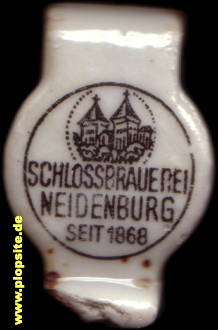 SCHLOSSBRAUEREI
NEIDENBURG
SEIT 1868
© www.plopsite.de